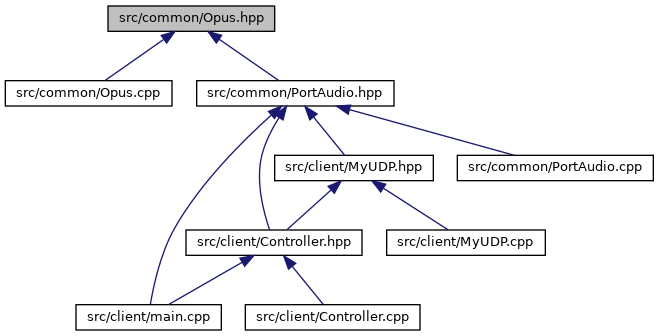 src/common/Opus.hpp
src/common/Opus.cpp
src/common/PortAudio.hpp
src/client/MyUDP.hpp
src/common/PortAudio.cpp
src/client/Controller.hpp
src/client/MyUDP.cpp
src/client/main.cpp
src/client/Controller.cpp